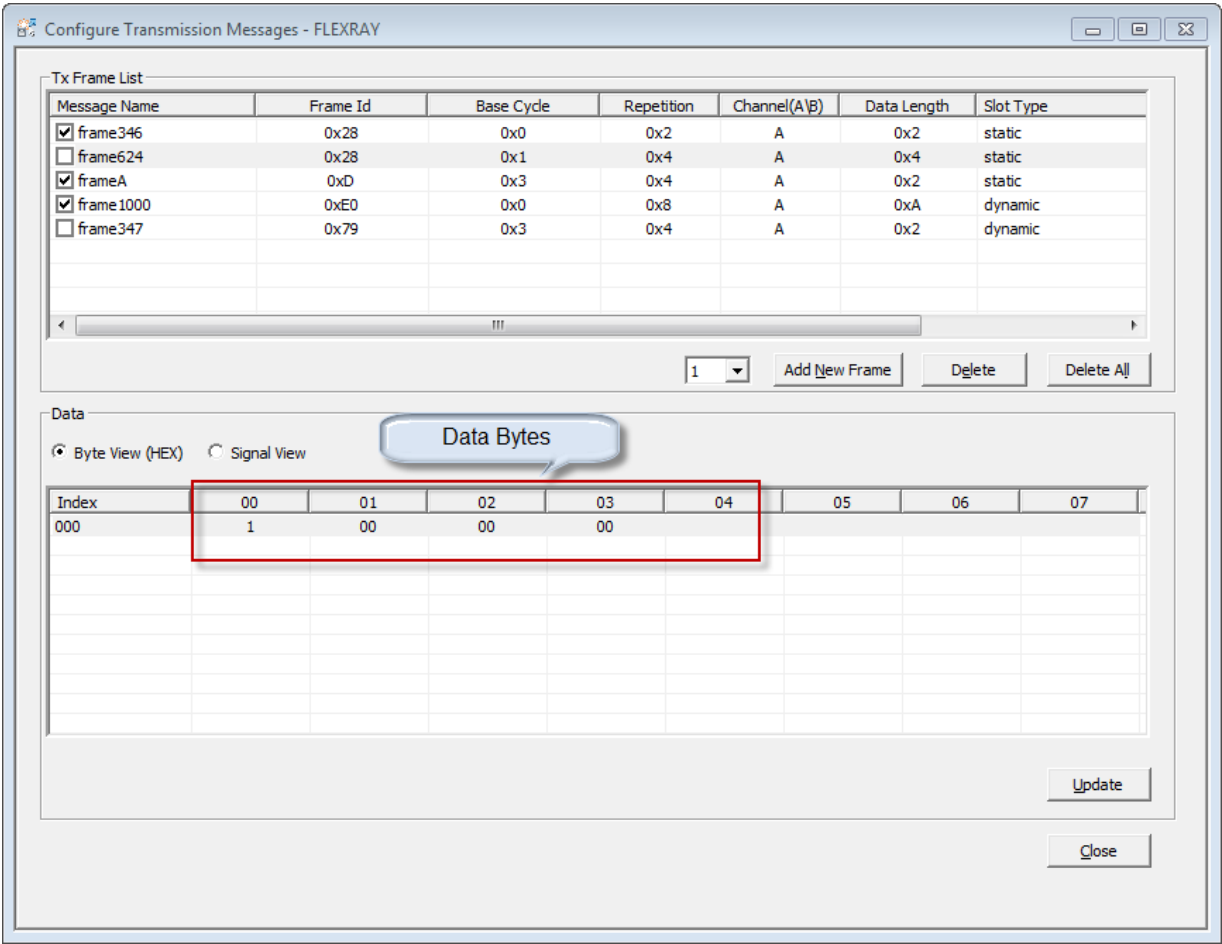 Configure Transmission Messages - FLEXRAY
Tx Frame List
Message Name Frame Id Base Cycle Repetition Channel(A\B) Data Length Slot Type
frame346 0x28 0x0 0x2 A 0x2 static
frame624 0x28 0x1 0x4 A 0x4 static
frameA 0xD 0x3 0x4 A 0x2 static
frame1000 0xE0 0x0 0x8 A 0xA dynamic
frame347 0x79 0x3 0x4 A 0x2 dynamic
1 Add New Frame Delete Delete All
Data
Data Bytes
Byte View (HEX) Signal View
Index 00 01 02 03 04 05 06 07
000 1 00 00 00
Update
Close